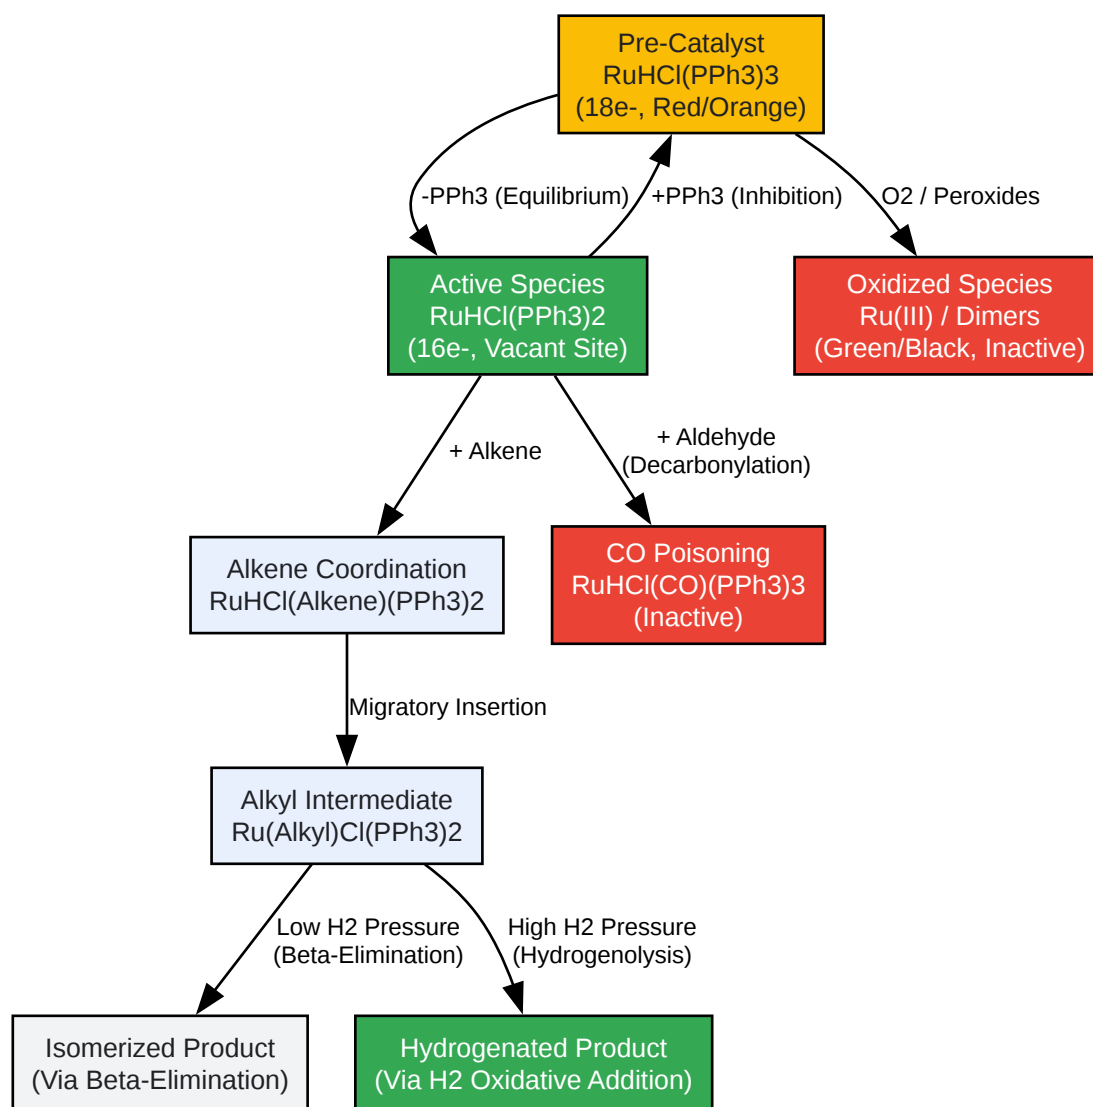 Pre-Catalyst
RuHCl(PPh3)3
(18e-, Red/Orange)
-PPh3 (Equilibrium)
+PPh3 (Inhibition)
O2 / Peroxides
Active Species
RuHCl(PPh3)2
(16e-, Vacant Site)
Oxidized Species
Ru(III) / Dimers
(Green/Black, Inactive)
+ Alkene
+ Aldehyde
(Decarbonylation)
Alkene Coordination
RuHCl(Alkene)(PPh3)2
CO Poisoning
RuHCl(CO)(PPh3)3
(Inactive)
Migratory Insertion
Alkyl Intermediate
Ru(Alkyl)Cl(PPh3)2
Low H2 Pressure
(Beta-Elimination)
High H2 Pressure
(Hydrogenolysis)
Isomerized Product
(Via Beta-Elimination)
Hydrogenated Product
(Via H2 Oxidative Addition)